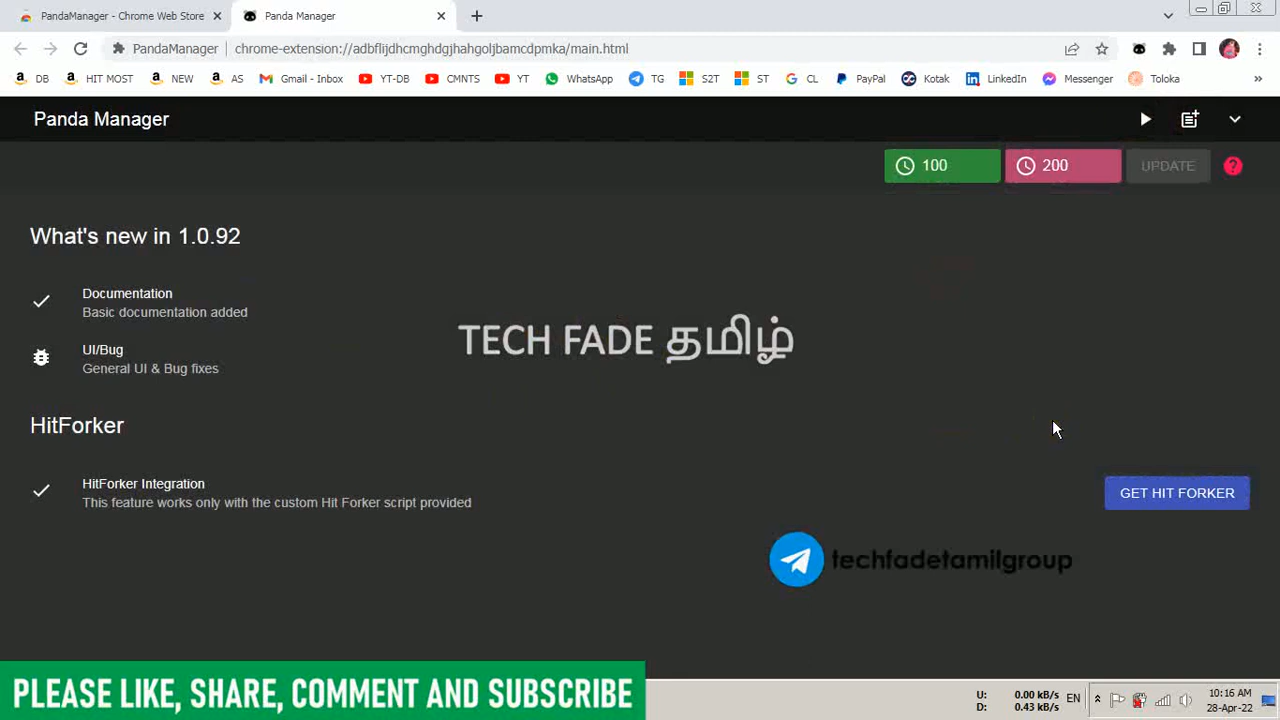 PandaManager - Chrome Web Store
Panda Manager
PandaManager
chrome-extension://adbflijdhcmghdgjhahgoljbamcdpmka/main.html
DB
HIT MOST
NEW
AS
Gmail - Inbox
YT-DB
CMNTS
YT
WhatsApp
TG
S2T
ST
CL
PayPal
Kotak
LinkedIn
Messenger
Toloka
»
Panda Manager
100
200
UPDATE
What's new in 1.0.92
Documentation
Basic documentation added
TECH FADE தமிழ்
UI/Bug
General UI & Bug fixes
HitForker
HitForker Integration
This feature works only with the custom Hit Forker script provided
GET HIT FORKER
techfadetamilgroup
PLEASE LIKE, SHARE, COMMENT AND SUBSCRIBE
U: 0.00 kB/s
D: 0.43 kB/s
EN
10:16 AM
28-Apr-22